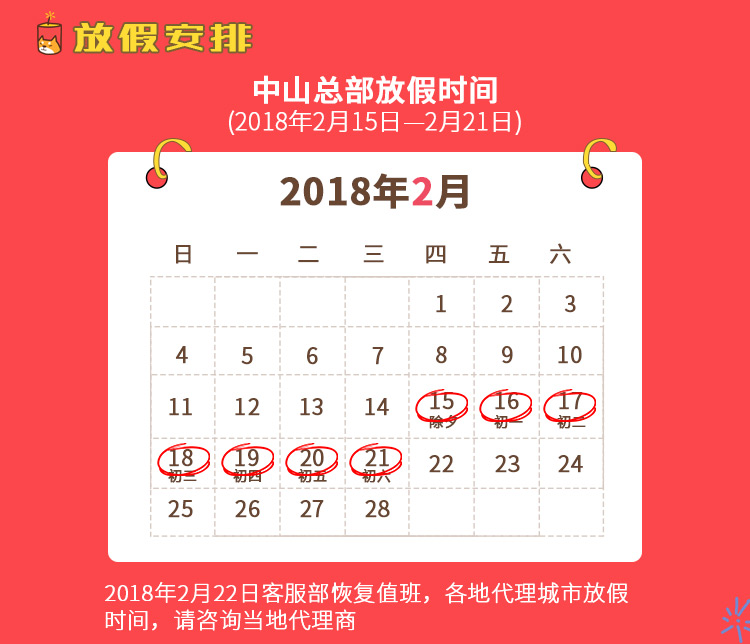 放假安排
中山总部放假时间
(2018年2月15日—2月21日)
2018年2月
日 一 二 三 四 五 六
1 2 3
4 5 6 7 8 9 10
11 12 13 14 15 16 17
除夕 初一 初二
18 19 20 21 22 23 24
初三 初四 初五 初六
25 26 27 28
2018年2月22日客服部恢复值班，各地代理城市放假
时间，请咨询当地代理商